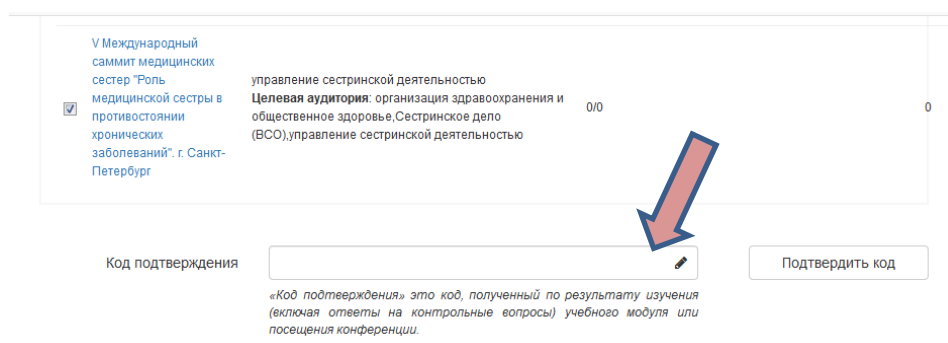 V Международный
саммит медицинских
сестер "Роль
медицинской сестры в
противостоянии
хронических
заболеваний". г. Санкт-
Петербург
управление сестринской деятельностью
Целевая аудитория: организация здравоохранения и
общественное здоровье,Сестринское дело
(ВСО),управление сестринской деятельностью
0/0
0
Код подтверждения
Подтвердить код
«Код подтверждения» это код, полученный по результату изучения
(включая ответы на контрольные вопросы) учебного модуля или
посещения конференции.